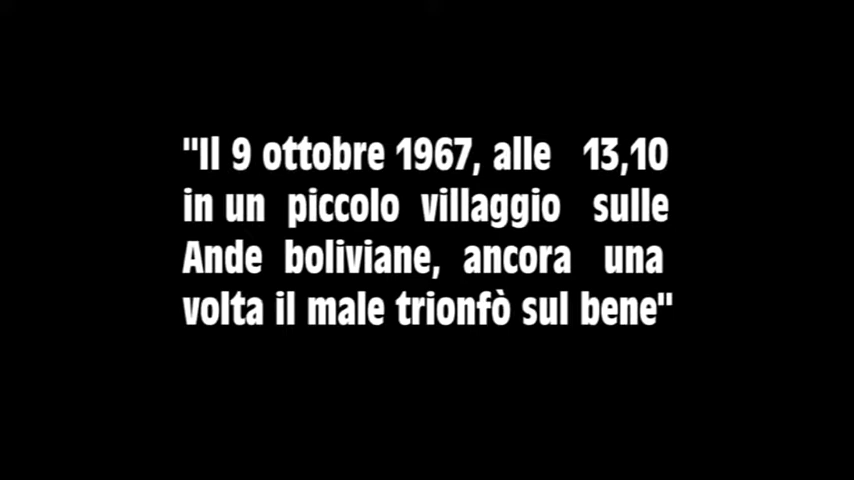 "Il 9 ottobre 1967, alle 13,10
in un piccolo villaggio sulle
Ande boliviane, ancora una
volta il male trionfò sul bene"